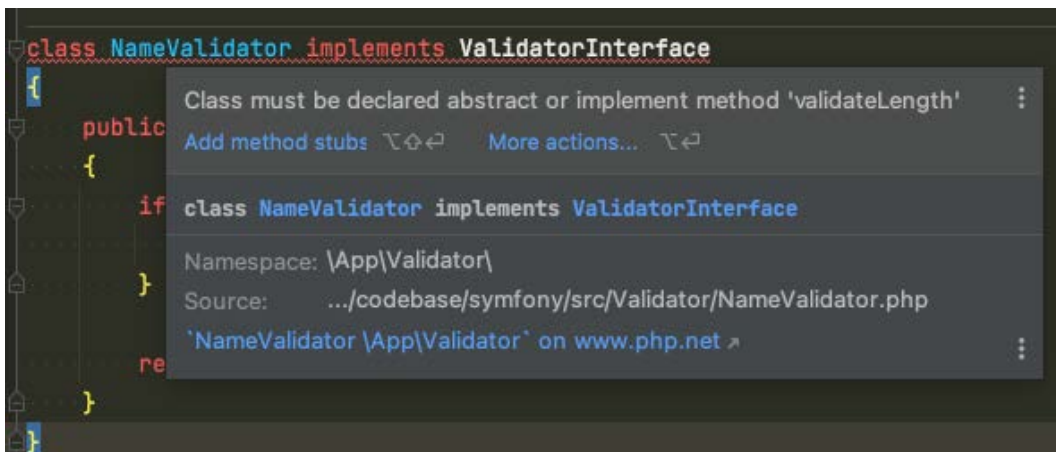 class NameValidator implements ValidatorInterface
{
Class must be declared abstract or implement method 'validateLength'
public
Add method stubs ⌥⇧⏎ More actions... ⌥⏎
{
if class NameValidator implements ValidatorInterface
Namespace: \App\Validator\
}
Source: .../codebase/symfony/src/Validator/NameValidator.php
`NameValidator \App\Validator` on www.php.net ↗
re
}
}